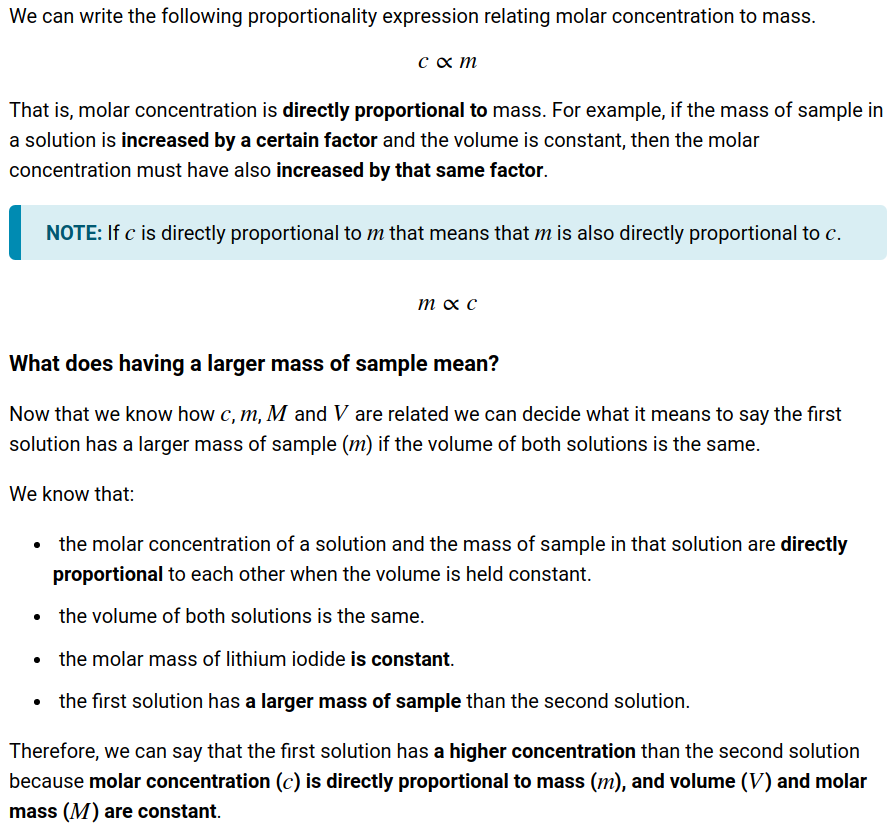 We can write the following proportionality expression relating molar concentration to mass.
c ∝ m
That is, molar concentration is directly proportional to mass. For example, if the mass of sample in
a solution is increased by a certain factor and the volume is constant, then the molar
concentration must have also increased by that same factor.
NOTE: If c is directly proportional to m that means that m is also directly proportional to c.
m ∝ c
What does having a larger mass of sample mean?
Now that we know how c, m, M and V are related we can decide what it means to say the first
solution has a larger mass of sample (m) if the volume of both solutions is the same.
We know that:
• the molar concentration of a solution and the mass of sample in that solution are directly
proportional to each other when the volume is held constant.
• the volume of both solutions is the same.
• the molar mass of lithium iodide is constant.
• the first solution has a larger mass of sample than the second solution.
Therefore, we can say that the first solution has a higher concentration than the second solution
because molar concentration (c) is directly proportional to mass (m), and volume (V) and molar
mass (M) are constant.